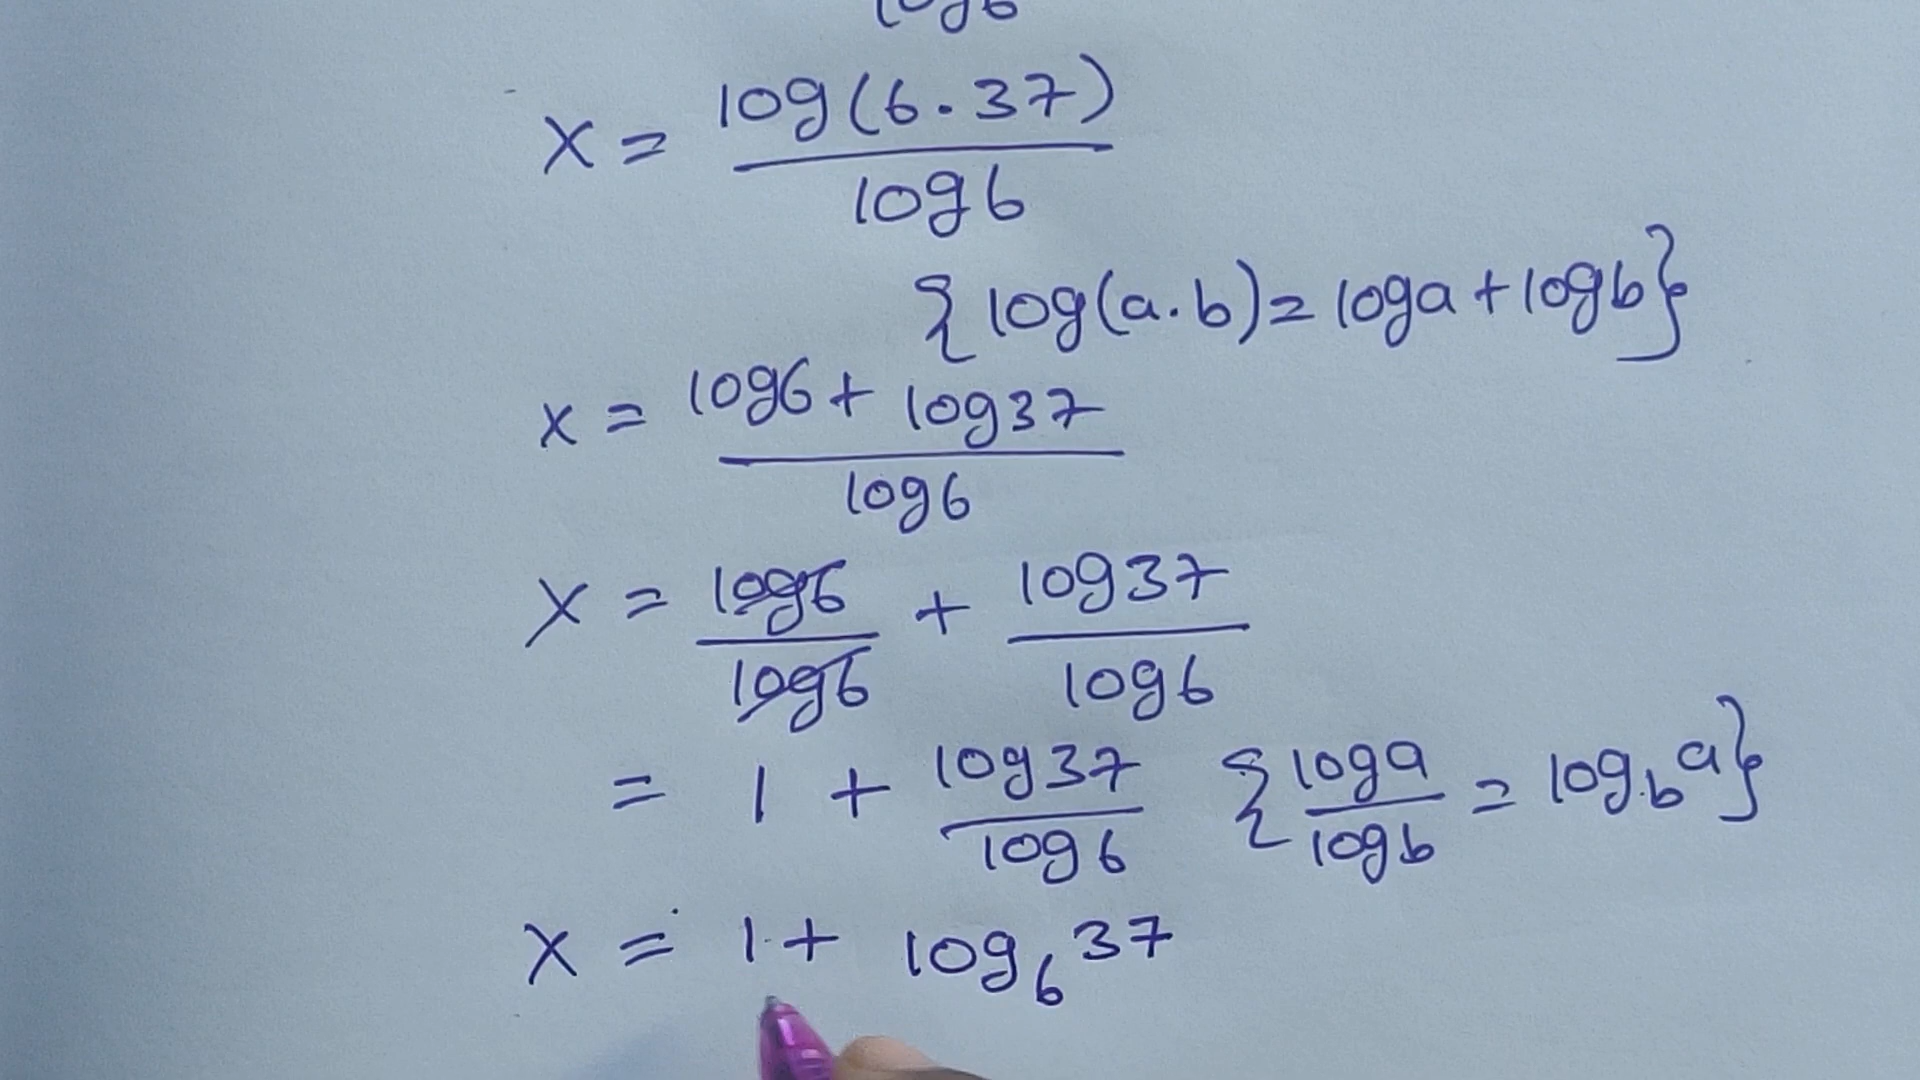 log6
x = log(6.37)
log6
{log(a.b) = loga + logb}
x = log6 + log37
log6
x = log6 + log37
log6 log6
= 1 + log37 {loga = log_b a}
log6 logb
x = 1 + log_6 37